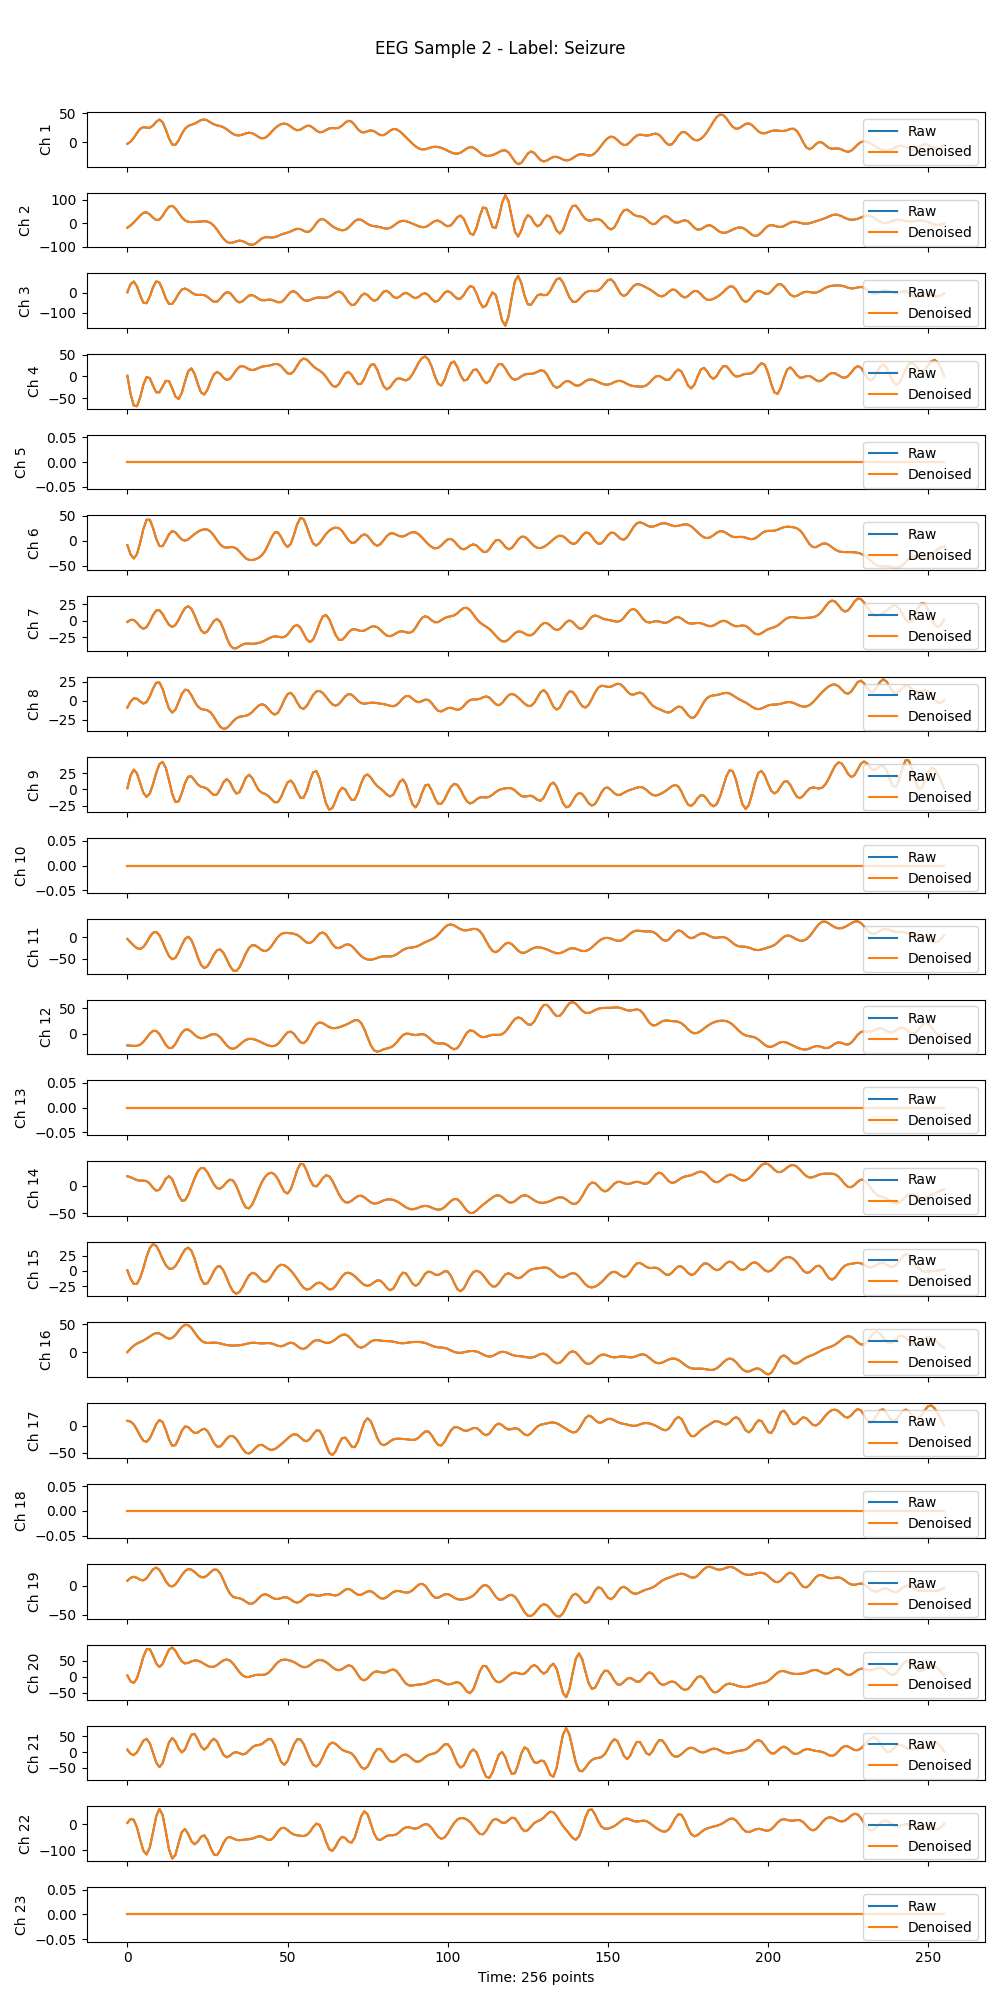 EEG Sample 2 - Label: Seizure
Ch 1
50
0
Raw
Denoised
Ch 2
100
0
−100
Raw
Denoised
Ch 3
0
−100
Raw
Denoised
Ch 4
50
0
−50
Raw
Denoised
Ch 5
0.05
0.00
−0.05
Raw
Denoised
Ch 6
50
0
−50
Raw
Denoised
Ch 7
25
0
−25
Raw
Denoised
Ch 8
25
0
−25
Raw
Denoised
Ch 9
25
0
−25
Raw
Denoised
Ch 10
0.05
0.00
−0.05
Raw
Denoised
Ch 11
0
−50
Raw
Denoised
Ch 12
50
0
Raw
Denoised
Ch 13
0.05
0.00
−0.05
Raw
Denoised
Ch 14
0
−50
Raw
Denoised
Ch 15
25
0
−25
Raw
Denoised
Ch 16
50
0
Raw
Denoised
Ch 17
0
−50
Raw
Denoised
Ch 18
0.05
0.00
−0.05
Raw
Denoised
Ch 19
0
−50
Raw
Denoised
Ch 20
50
0
−50
Raw
Denoised
Ch 21
50
0
−50
Raw
Denoised
Ch 22
0
−100
Raw
Denoised
Ch 23
0.05
0.00
−0.05
Raw
Denoised
0 50 100 150 200 250
Time: 256 points